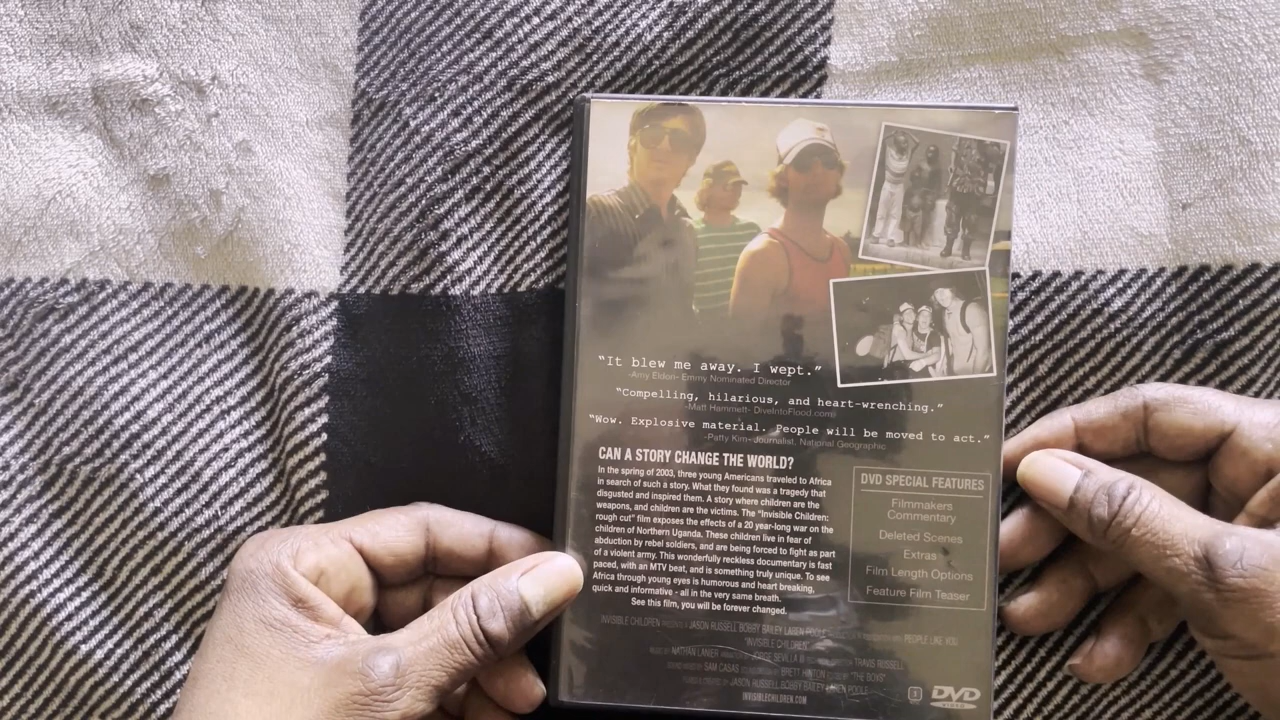 “It blew me away. I wept.”
-Amy Eldon- Emmy Nominated Director
“Compelling, hilarious, and heart-wrenching.”
-Matt Hammett- DiveIntoFlood.com
“Wow. Explosive material. People will be moved to act.”
-Patty Kim- Journalist, National Geographic
CAN A STORY CHANGE THE WORLD?
In the spring of 2003, three young Americans traveled to Africa
in search of such a story. What they found was a tragedy that
disgusted and inspired them. A story where children are the
weapons, and children are the victims. The "Invisible Children:
rough cut" film exposes the effects of a 20 year-long war on the
children of Northern Uganda. These children live in fear of
abduction by rebel soldiers, and are being forced to fight as part
of a violent army. This wonderfully reckless documentary is fast
paced, with an MTV beat, and is something truly unique. To see
Africa through young eyes is humorous and heart breaking,
quick and informative - all in the very same breath.
See this film, you will be forever changed.
DVD SPECIAL FEATURES
Filmmakers
Commentary
Deleted Scenes
Extras
Film Length Options
Feature Film Teaser
INVISIBLE CHILDREN JASON RUSSELL BOBBY BAILEY LAREN POOLE PEOPLE LIKE YOU
"INVISIBLE CHILDREN"
NATHAN LANIER JORGE SEVILLA III TRAVIS RUSSELL
SAM CASAS BRETT HINTON "THE BOYS"
JASON RUSSELL BOBBY BAILEY LAREN POOLE
INVISIBLECHILDREN.COM
1 DVD
VIDEO